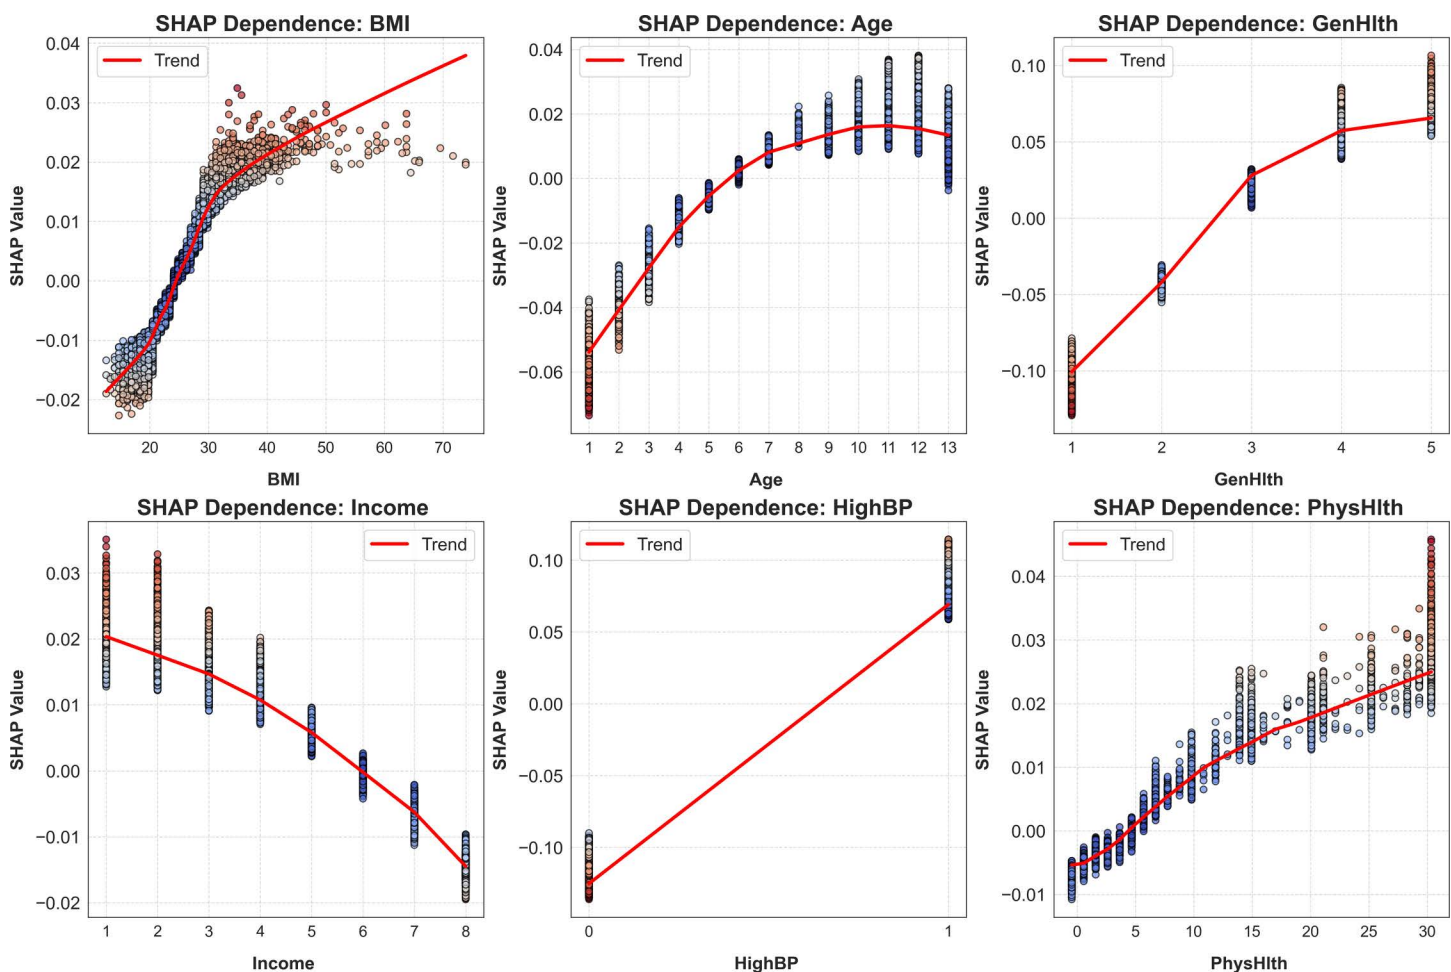 SHAP Dependence: BMI
Trend
SHAP Value
0.04
0.03
0.02
0.01
0.00
−0.01
−0.02
20 30 40 50 60 70
BMI
SHAP Dependence: Age
Trend
SHAP Value
0.04
0.02
0.00
−0.02
−0.04
−0.06
1 2 3 4 5 6 7 8 9 10 11 12 13
Age
SHAP Dependence: GenHlth
Trend
SHAP Value
0.10
0.05
0.00
−0.05
−0.10
1 2 3 4 5
GenHlth
SHAP Dependence: Income
Trend
SHAP Value
0.03
0.02
0.01
0.00
−0.01
−0.02
1 2 3 4 5 6 7 8
Income
SHAP Dependence: HighBP
Trend
SHAP Value
0.10
0.05
0.00
−0.05
−0.10
0 1
HighBP
SHAP Dependence: PhysHlth
Trend
SHAP Value
0.04
0.03
0.02
0.01
0.00
−0.01
0 5 10 15 20 25 30
PhysHlth